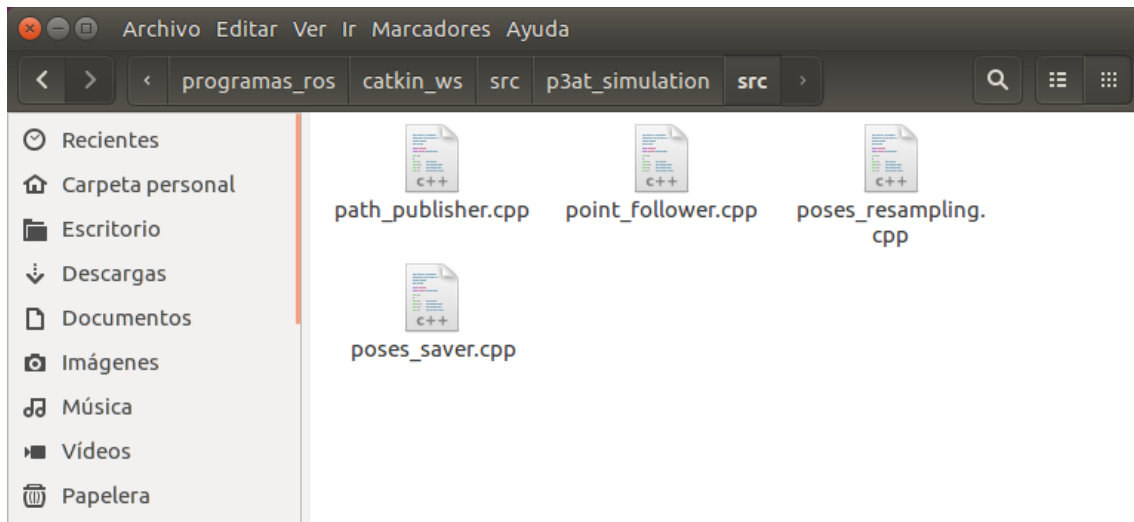 Archivo Editar Ver Ir Marcadores Ayuda
programas_ros catkin_ws src p3at_simulation src
Recientes
Carpeta personal
Escritorio
Descargas
Documentos
Imágenes
Música
Vídeos
Papelera
C++ C++ C++
path_publisher.cpp point_follower.cpp poses_resampling.
cpp
C++
poses_saver.cpp